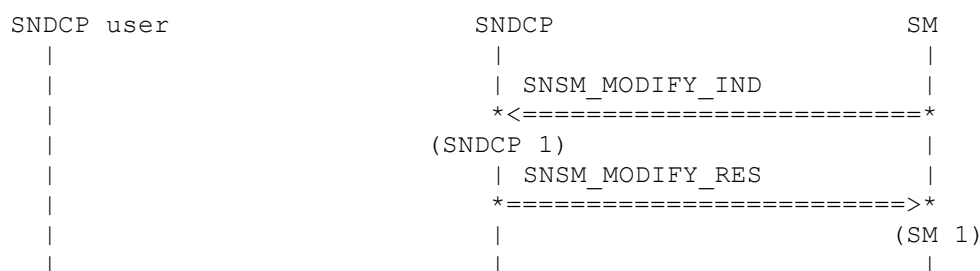 SNDCP user SNDCP SM
| | |
| | SNSM_MODIFY_IND |
| *<==========================*
| (SNDCP 1) |
| | SNSM_MODIFY_RES |
| *=========================>*
| | (SM 1)
| | |